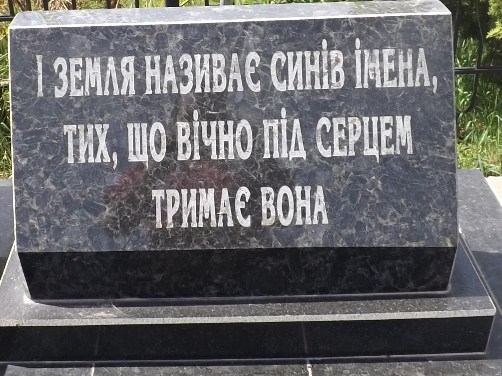 І ЗЕМЛЯ НАЗИВАЄ СИНІВ ІМЕНА,
ТИХ, ЩО ВІЧНО ПІД СЕРЦЕМ
ТРИМАЄ ВОНА